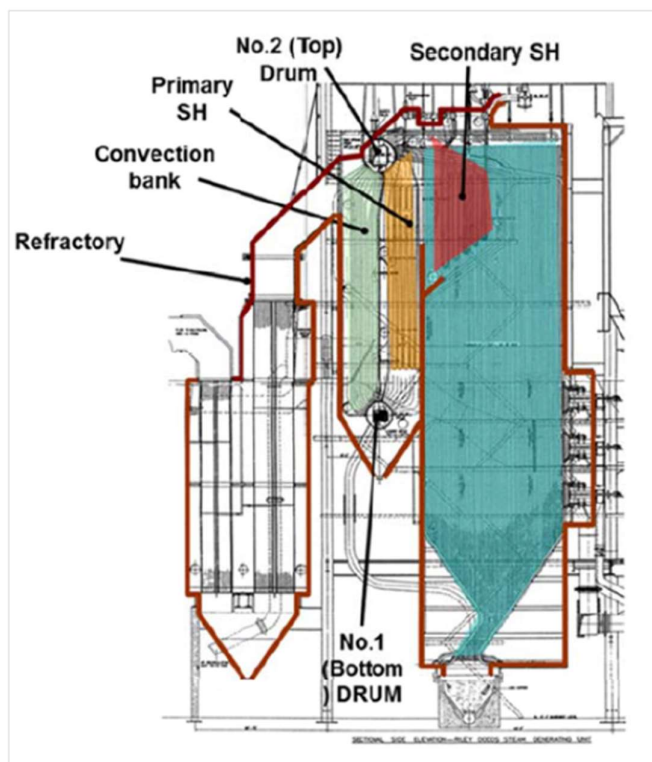 No.2 (Top)
Drum
Secondary SH
Primary
SH
Convection
bank
Refractory
No.1
(Bottom
) DRUM
SECTIONAL SIDE ELEVATION—RILEY DODDS STEAM GENERATING UNIT